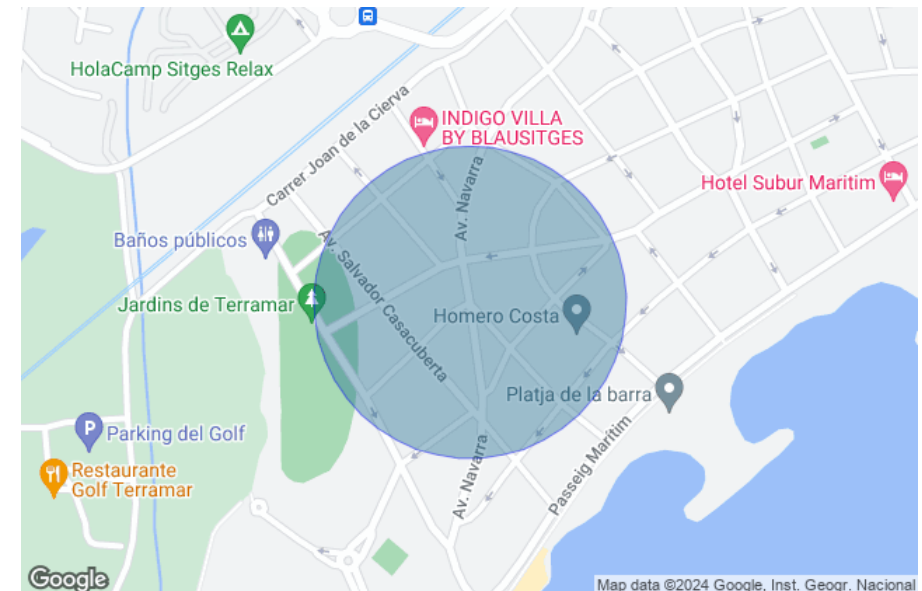 HolaCamp Sitges Relax
Carrer Joan de la Cierva
INDIGO VILLA
BY BLAUSITGES
Av. Navarra
Hotel Subur Maritim
Baños públicos
Av. Salvador Casacuberta
Jardins de Terramar
Homero Costa
Platja de la barra
P
Parking del Golf
Passeig Marítim
Restaurante
Golf Terramar
Av. Navarra
Google
Map data ©2024 Google, Inst. Geogr. Nacional